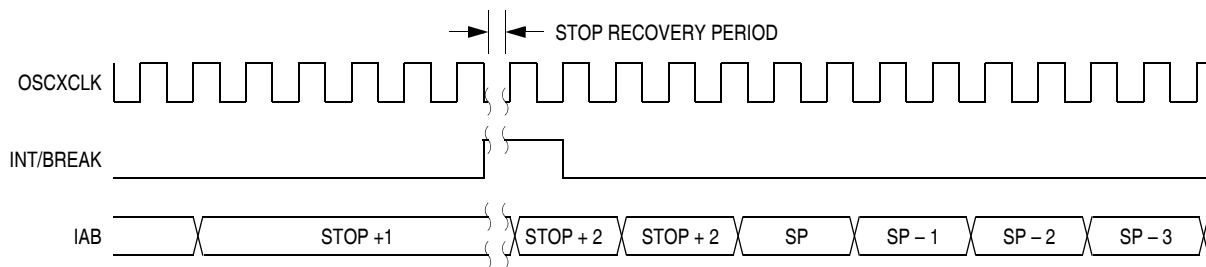 STOP RECOVERY PERIOD
OSCXCLK
INT/BREAK
IAB STOP +1 STOP + 2 STOP + 2 SP SP – 1 SP – 2 SP – 3